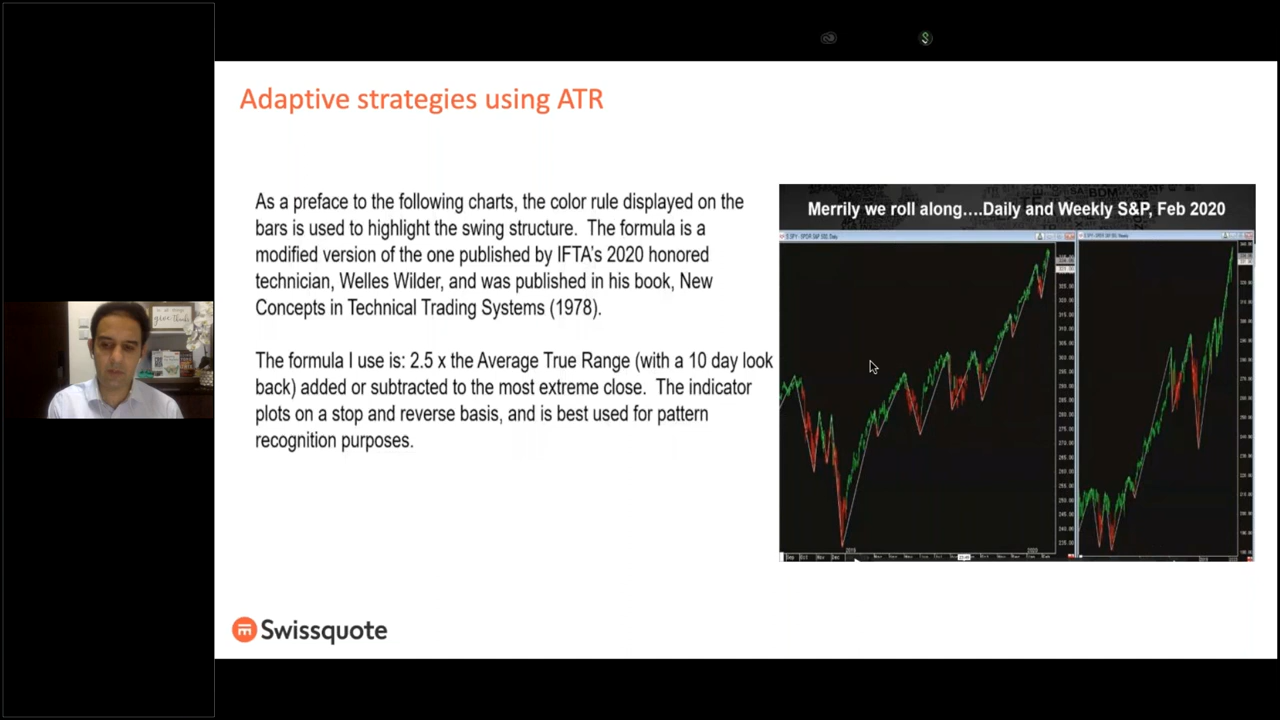 Adaptive strategies using ATR
As a preface to the following charts, the color rule displayed on the
bars is used to highlight the swing structure. The formula is a
modified version of the one published by IFTA's 2020 honored
technician, Welles Wilder, and was published in his book, New
Concepts in Technical Trading Systems (1978).
The formula I use is: 2.5 x the Average True Range (with a 10 day look
back) added or subtracted to the most extreme close. The indicator
plots on a stop and reverse basis, and is best used for pattern
recognition purposes.
Merrily we roll along....Daily and Weekly S&P, Feb 2020
Swissquote